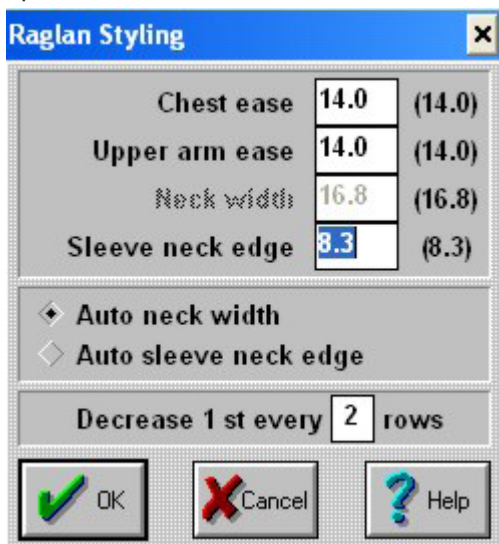 Raglan Styling
Chest ease 14.0 (14.0)
Upper arm ease 14.0 (14.0)
Neck width 16.8 (16.8)
Sleeve neck edge 8.3 (8.3)
Auto neck width
Auto sleeve neck edge
Decrease 1 st every 2 rows
OK Cancel Help